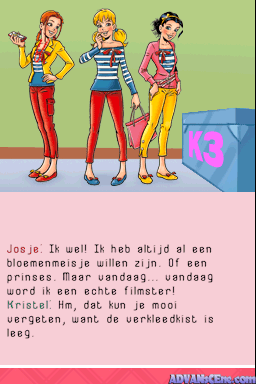 K3
Josje: Ik wel! Ik heb altijd al een
bloemenmeisje willen zijn. Of een
prinses. Maar vandaag... vandaag
word ik een echte filmster!
Kristel: Hm, dat kun je mooi
vergeten, want de verkleedkist is
leeg.
ADVANsCEne.com